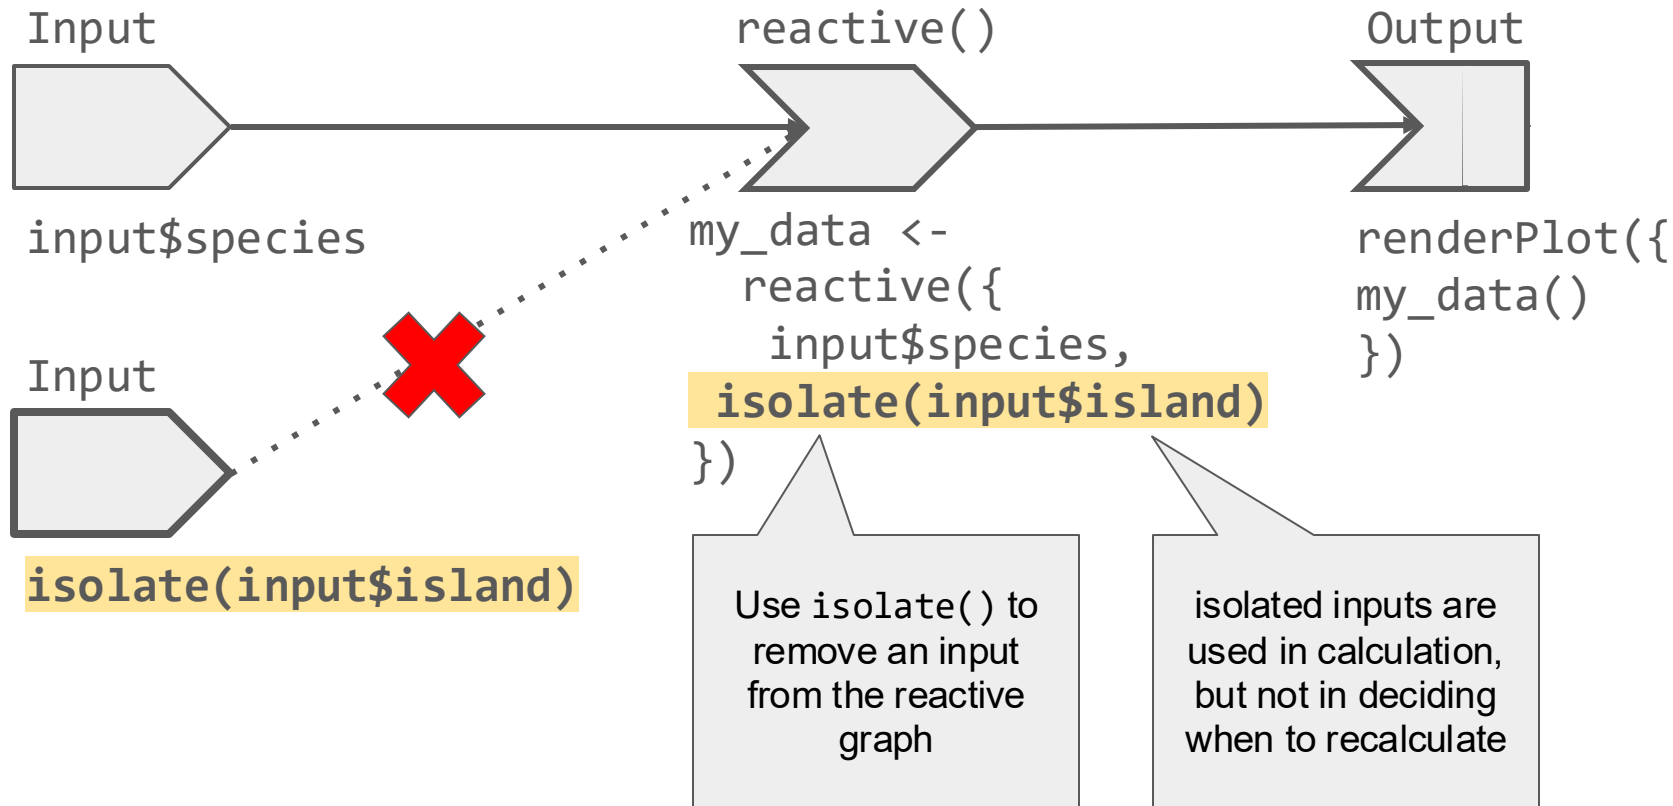 Input
reactive()
Output
input$species
my_data <-
reactive({
input$species,
isolate(input$island)
})
renderPlot({
my_data()
})
Input
isolate(input$island)
Use isolate() to
remove an input
from the reactive
graph
isolated inputs are
used in calculation,
but not in deciding
when to recalculate